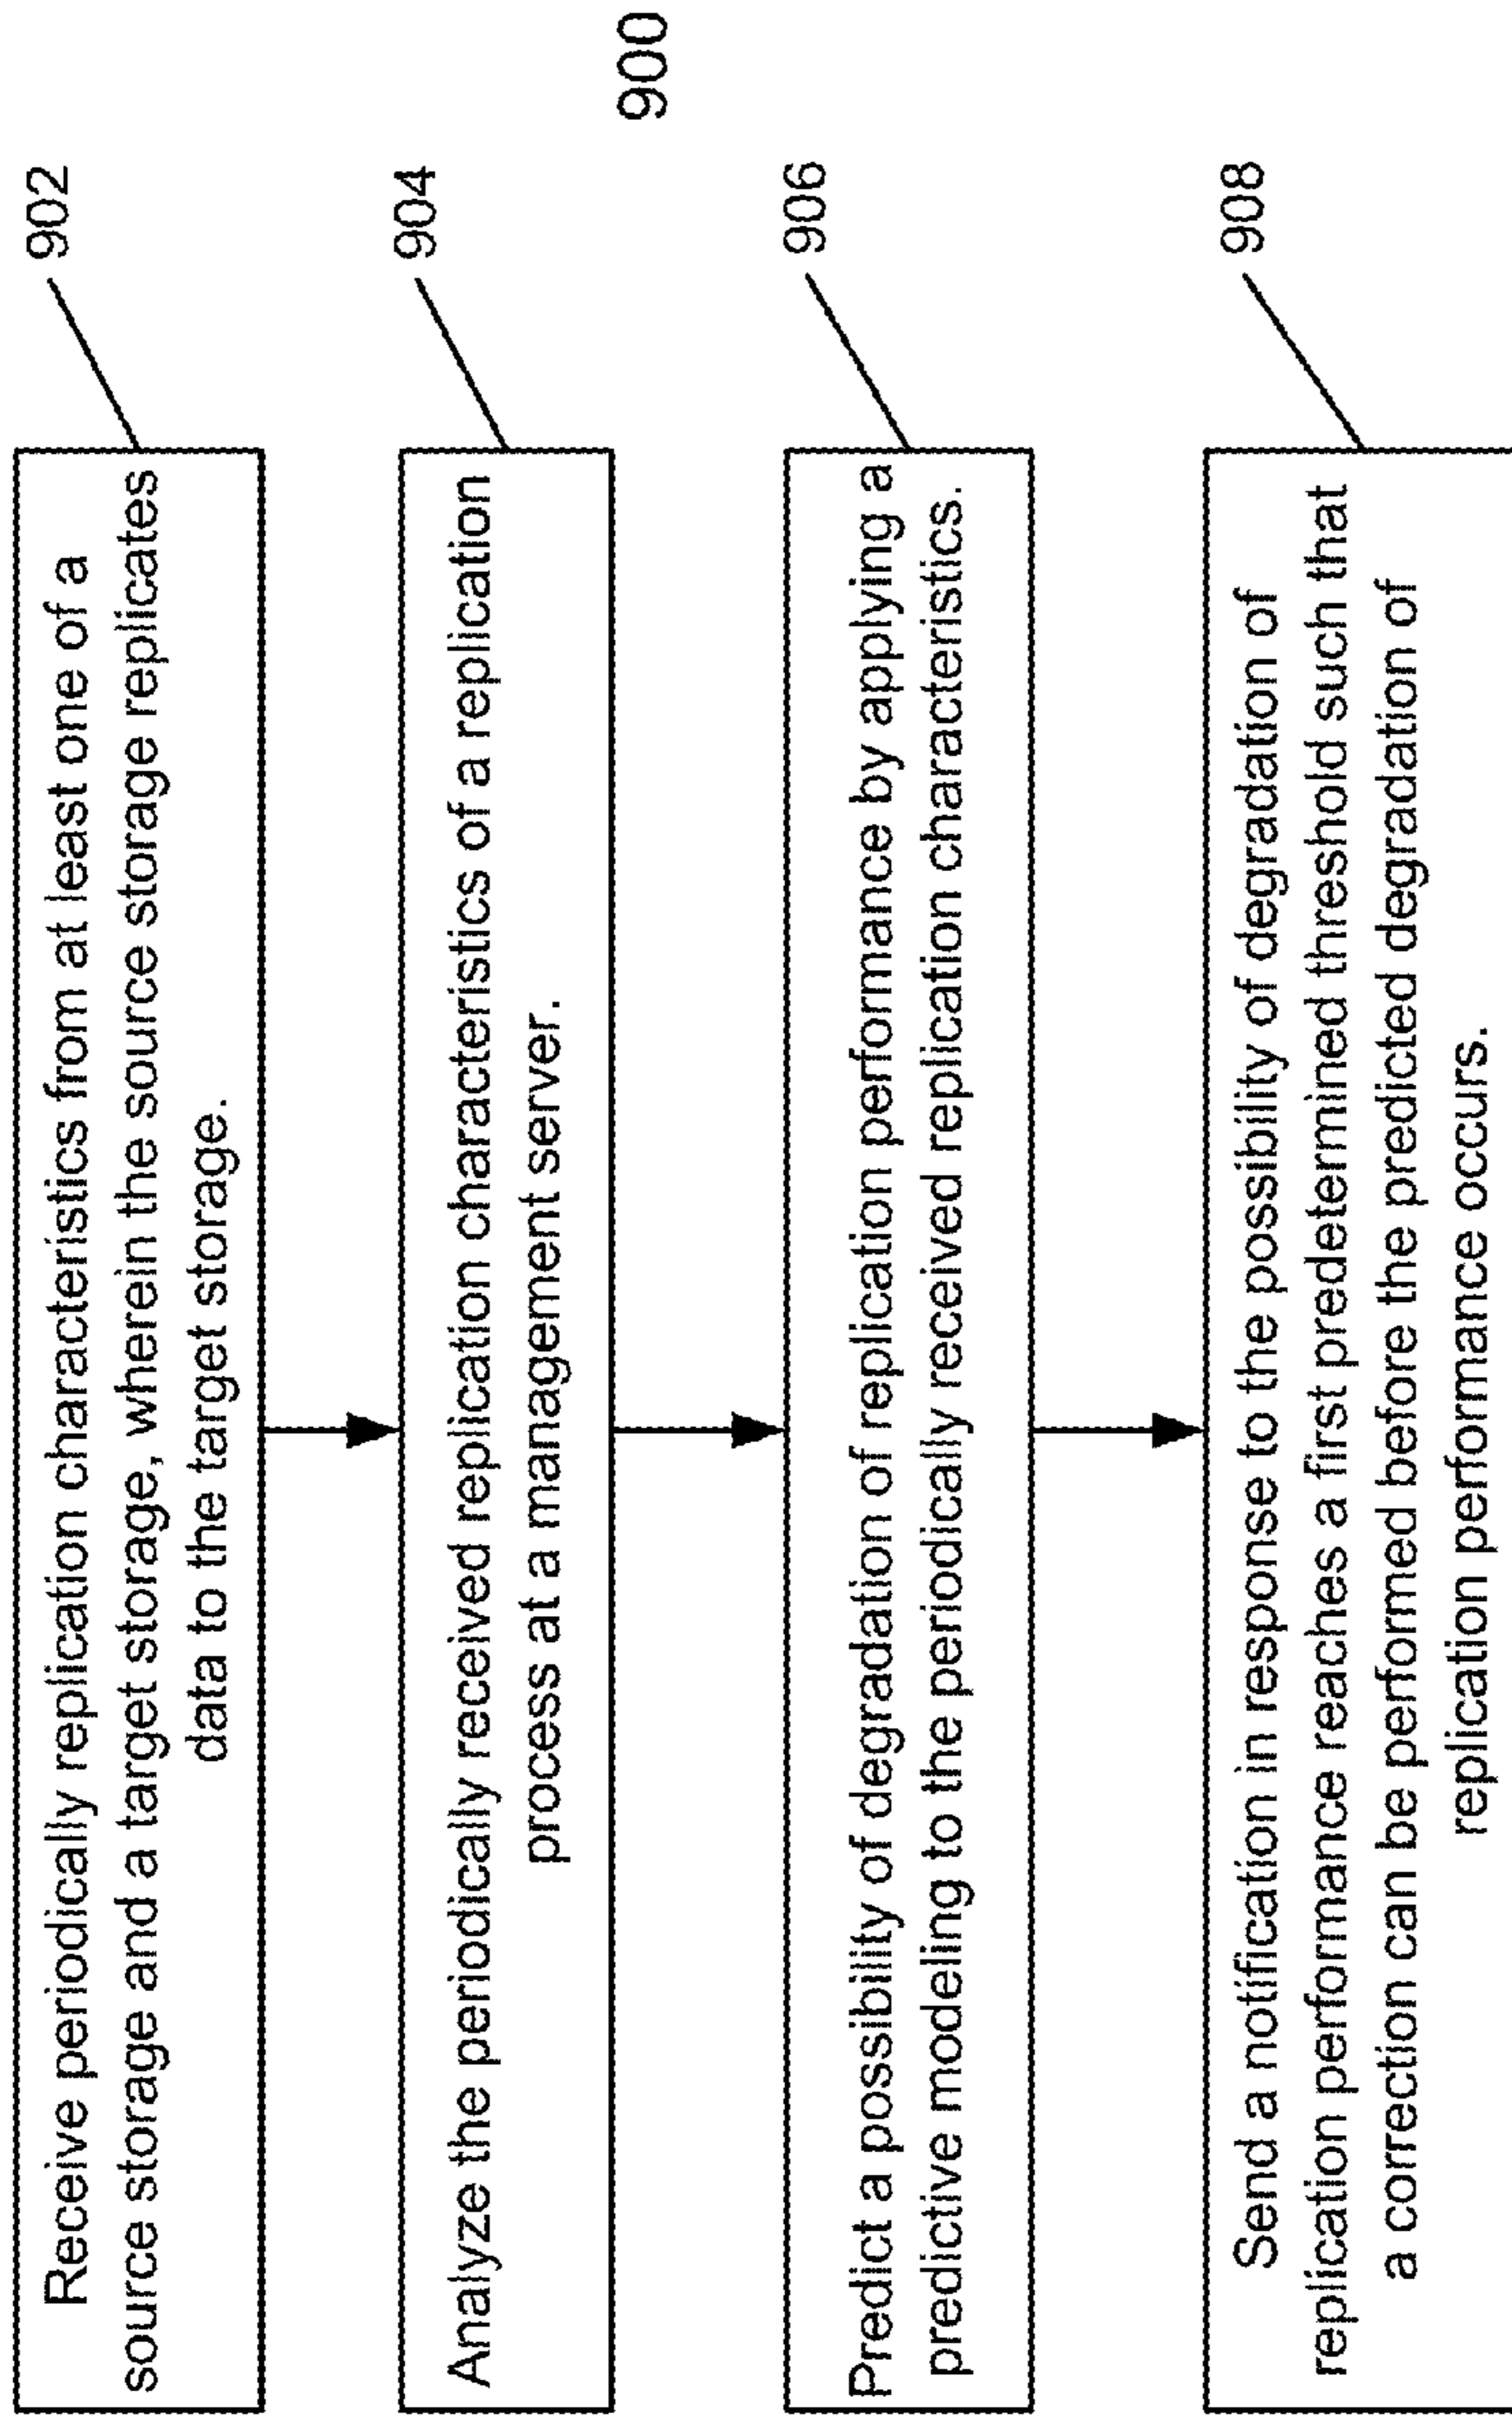 Receive periodically replication characteristics from at least one of a
source storage and a target storage, wherein the source storage replicates
data to the target storage.
902
Analyze the periodically received replication characteristics of a replication
process at a management server.
904
Predict a possibility of degradation of replication performance by applying a
predictive modeling to the periodically received replication characteristics.
906
Send a notification in response to the possibility of degradation of
replication performance reaches a first predetermined threshold such that
a correction can be performed before the predicted degradation of
replication performance occurs.
908
900